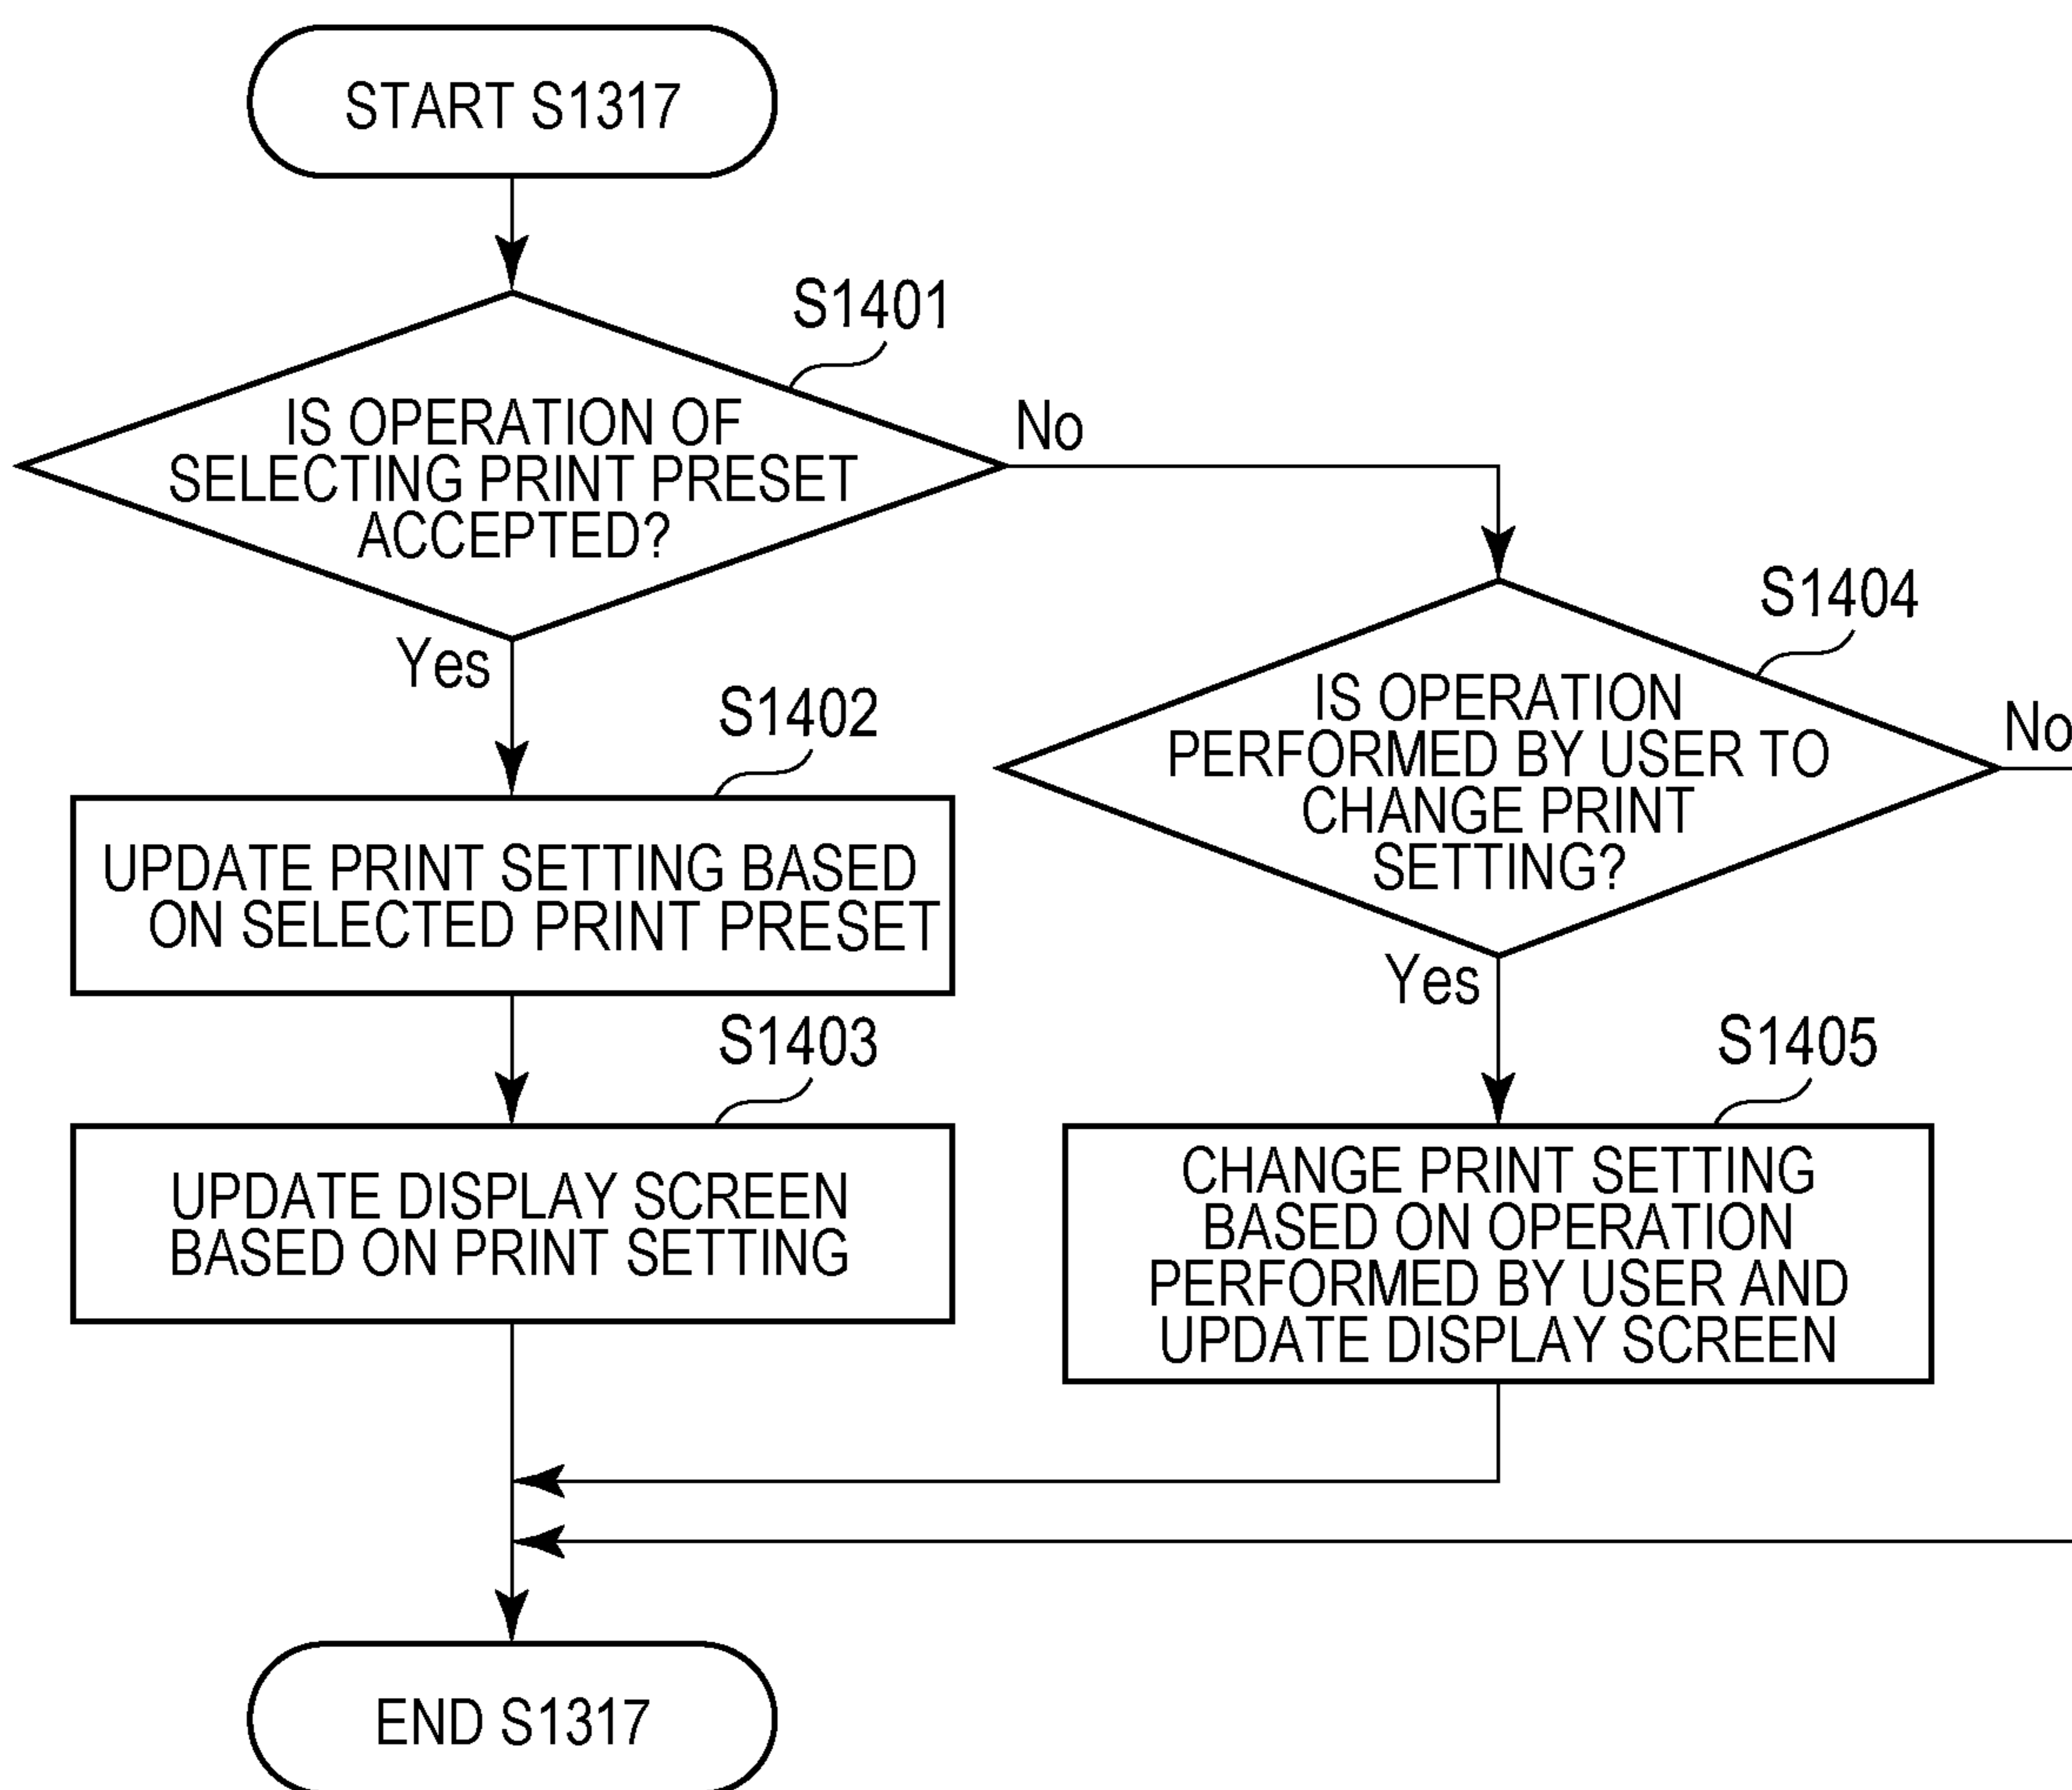 START S1317
S1401
IS OPERATION OF
SELECTING PRINT PRESET
ACCEPTED?
No
Yes
S1402
UPDATE PRINT SETTING BASED
ON SELECTED PRINT PRESET
S1403
UPDATE DISPLAY SCREEN
BASED ON PRINT SETTING
S1404
IS OPERATION
PERFORMED BY USER TO
CHANGE PRINT
SETTING?
No
Yes
S1405
CHANGE PRINT SETTING
BASED ON OPERATION
PERFORMED BY USER AND
UPDATE DISPLAY SCREEN
END S1317